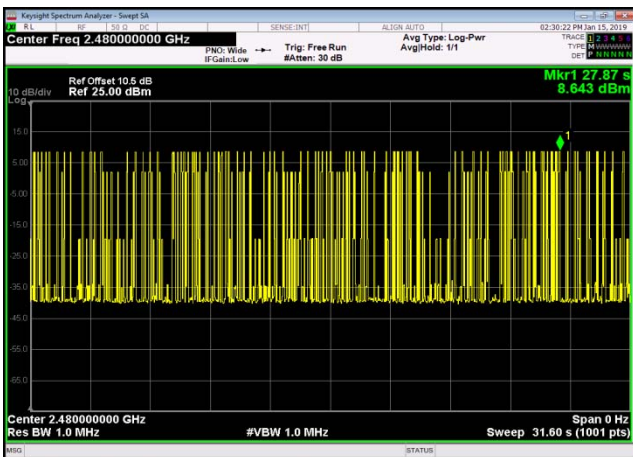 Keysight Spectrum Analyzer - Swept SA
RL RF 50 Ω DC SENSE:INT ALIGN AUTO 02:30:22 PM Jan 15, 2019
Center Freq 2.480000000 GHz
PNO: Wide
IFGain:Low
Trig: Free Run
#Atten: 30 dB
Avg Type: Log-Pwr
Avg|Hold: 1/1
TRACE 1 2 3 4 5 6
TYPE M WWWWW
DET P NNNNN
Ref Offset 10.5 dB
Ref 25.00 dBm
10 dB/div
Log
Mkr1 27.87 s
8.643 dBm
1
15.0
5.00
-5.00
-15.0
-25.0
-35.0
-45.0
-55.0
-65.0
Center 2.480000000 GHz Span 0 Hz
Res BW 1.0 MHz #VBW 1.0 MHz Sweep 31.60 s (1001 pts)
MSG STATUS